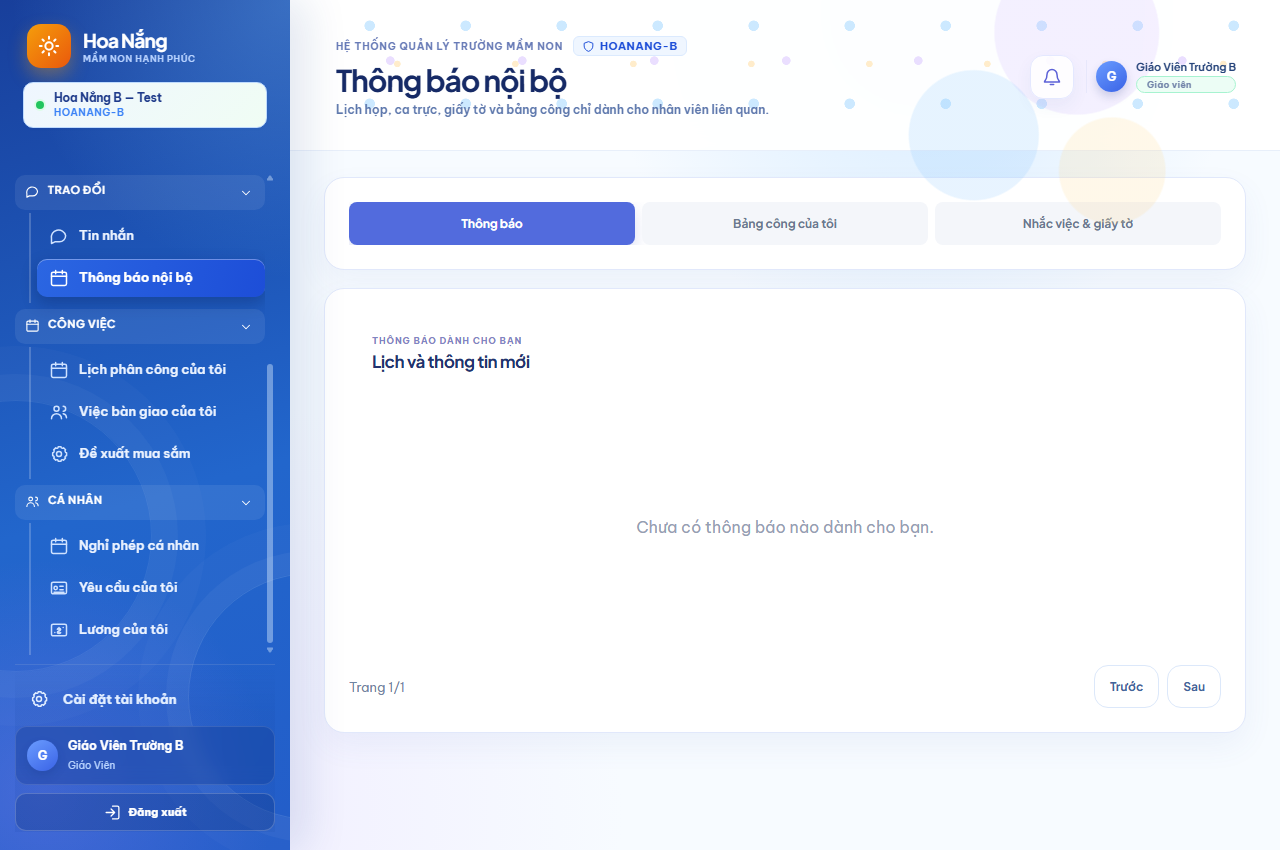 Hoa Nắng
MẦM NON HẠNH PHÚC
Hoa Nắng B — Test
HOANANG-B
TRAO ĐỔI
Tin nhắn
Thông báo nội bộ
CÔNG VIỆC
Lịch phân công của tôi
Việc bàn giao của tôi
Đề xuất mua sắm
CÁ NHÂN
Nghỉ phép cá nhân
Yêu cầu của tôi
Lương của tôi
Cài đặt tài khoản
G
Giáo Viên Trường B
Giáo Viên
Đăng xuất
HỆ THỐNG QUẢN LÝ TRƯỜNG MẦM NON
HOANANG-B
Thông báo nội bộ
Lịch họp, ca trực, giấy tờ và bảng công chỉ dành cho nhân viên liên quan.
G
Giáo Viên Trường B
Giáo viên
Thông báo
Bảng công của tôi
Nhắc việc & giấy tờ
THÔNG BÁO DÀNH CHO BẠN
Lịch và thông tin mới
Chưa có thông báo nào dành cho bạn.
Trang 1/1
Trước
Sau